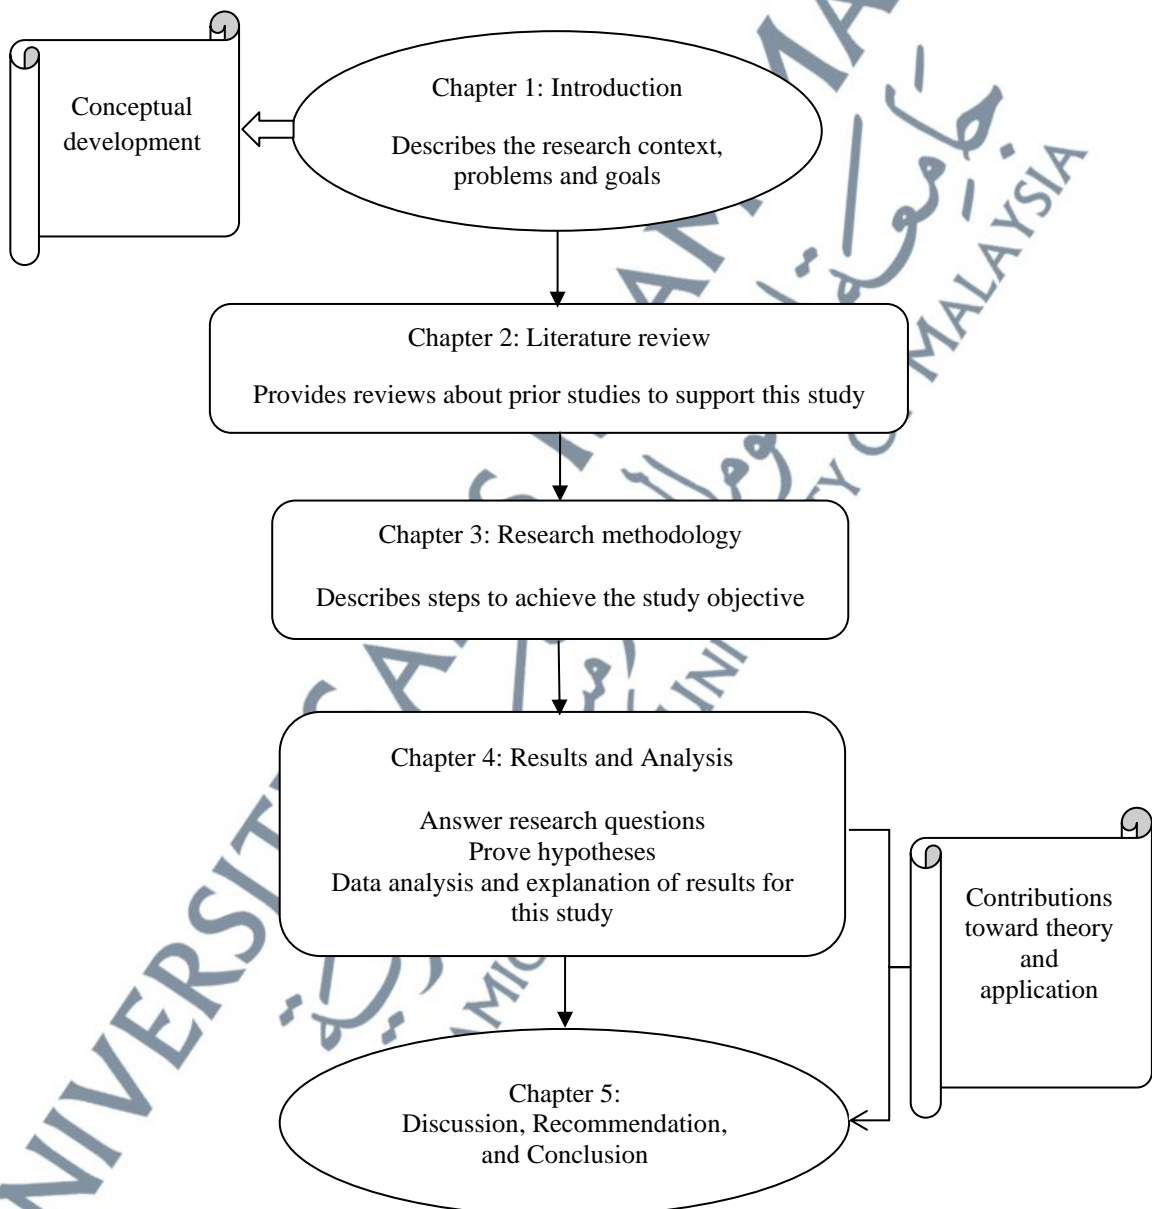 Conceptual
development
Chapter 1: Introduction
Describes the research context,
problems and goals
Chapter 2: Literature review
Provides reviews about prior studies to support this study
Chapter 3: Research methodology
Describes steps to achieve the study objective
Chapter 4: Results and Analysis
Answer research questions
Prove hypotheses
Data analysis and explanation of results for
this study
Contributions
toward theory
and
application
Chapter 5:
Discussion, Recommendation,
and Conclusion
MALAYSIA